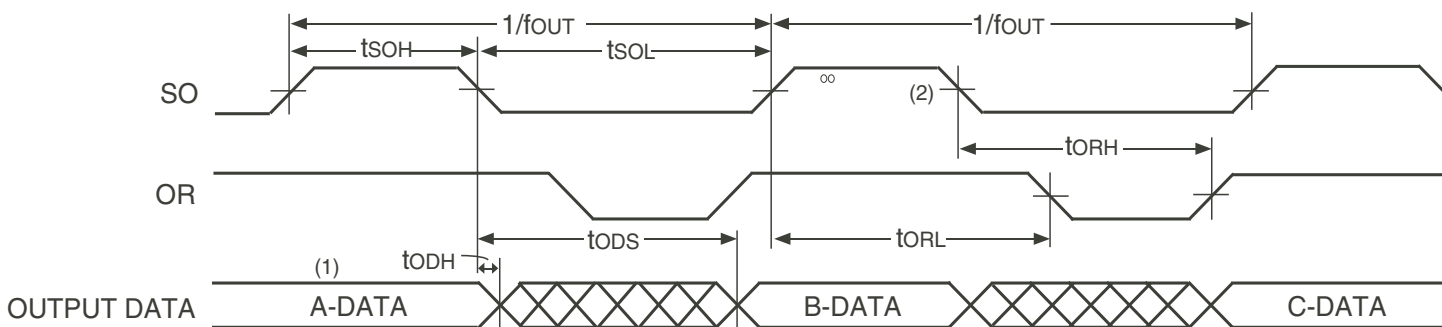 1/fOUT 1/fOUT
tSOH tSOL
SO ∞ (2)
tORH
OR
tODS tORL
tODH
(1)
OUTPUT DATA A-DATA B-DATA C-DATA